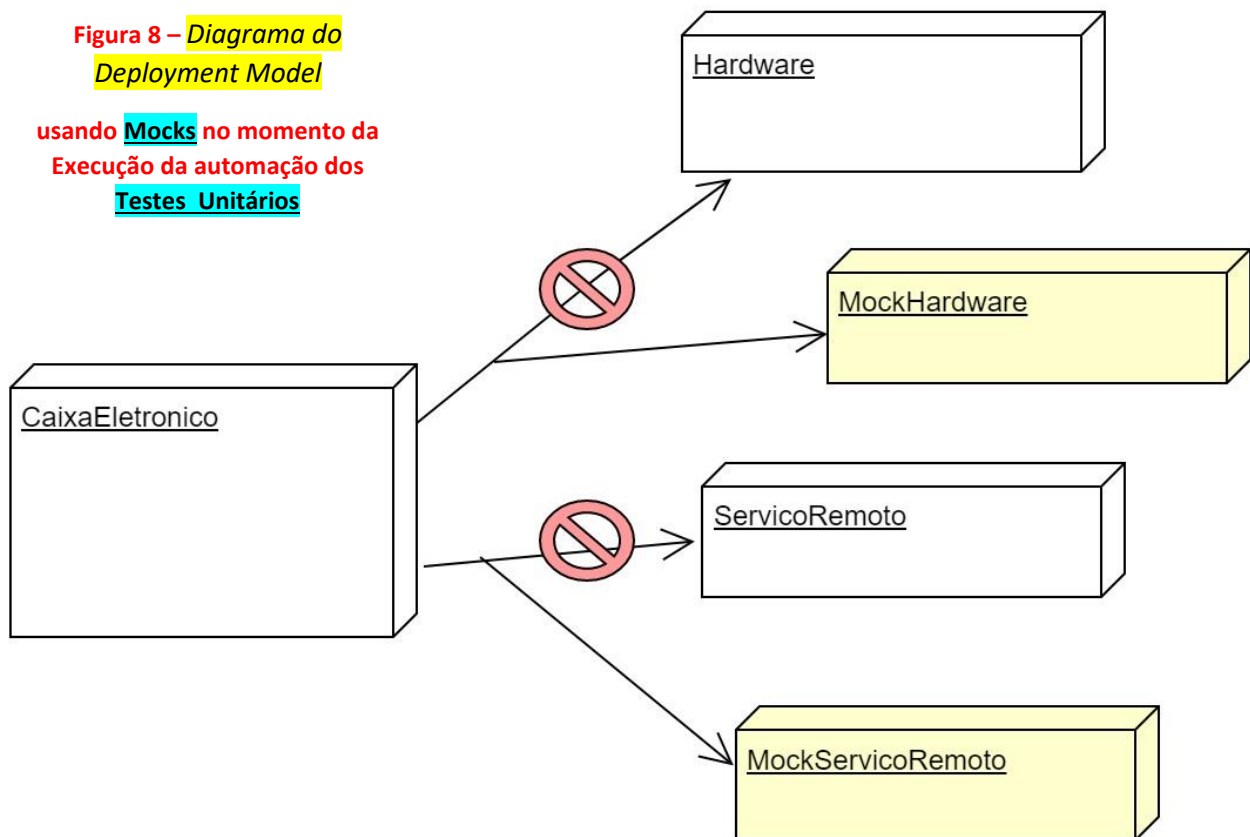 Figura 8 – Diagrama do
Deployment Model
usando Mocks no momento da
Execução da automação dos
Testes Unitários
Hardware
MockHardware
CaixaEletronico
ServicoRemoto
MockServicoRemoto